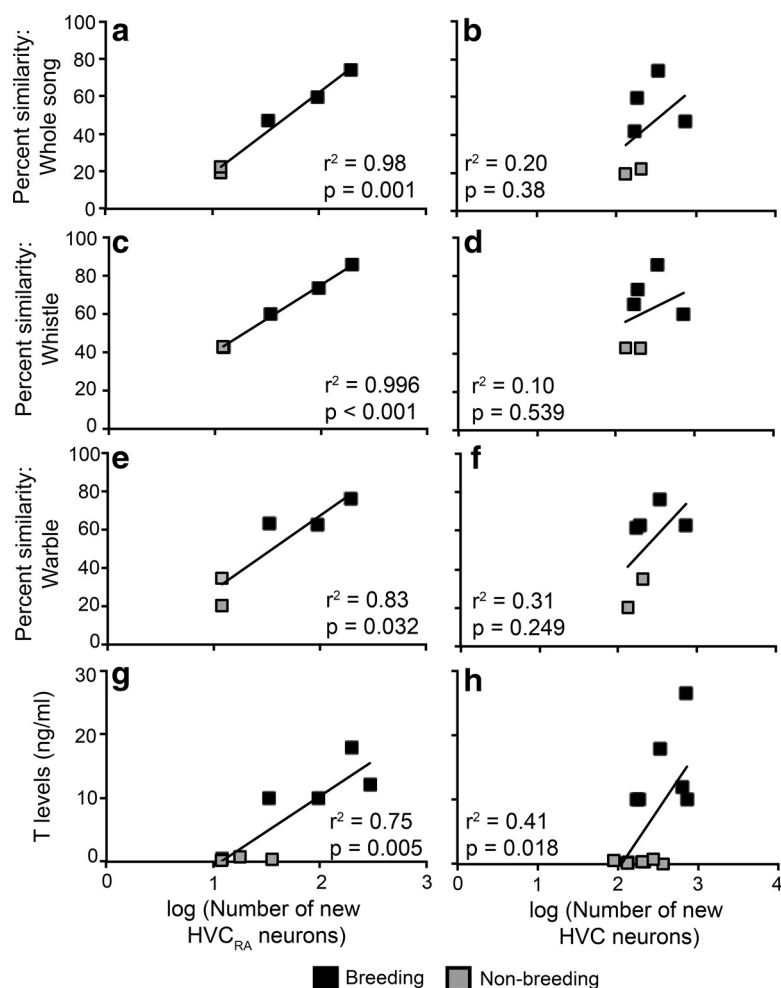 a
Percent similarity:
Whole song
100
80
60
40
20
0
r² = 0.98
p = 0.001
b
r² = 0.20
p = 0.38
c
Percent similarity:
Whistle
100
80
60
40
20
0
r² = 0.996
p < 0.001
d
r² = 0.10
p = 0.539
e
Percent similarity:
Warble
100
80
60
40
20
0
r² = 0.83
p = 0.032
f
r² = 0.31
p = 0.249
g
T levels (ng/ml)
30
20
10
0
r² = 0.75
p = 0.005
0 1 2 3
log (Number of new
HVC_RA neurons)
h
r² = 0.41
p = 0.018
0 1 2 3 4
log (Number of new
HVC neurons)
Breeding Non-breeding